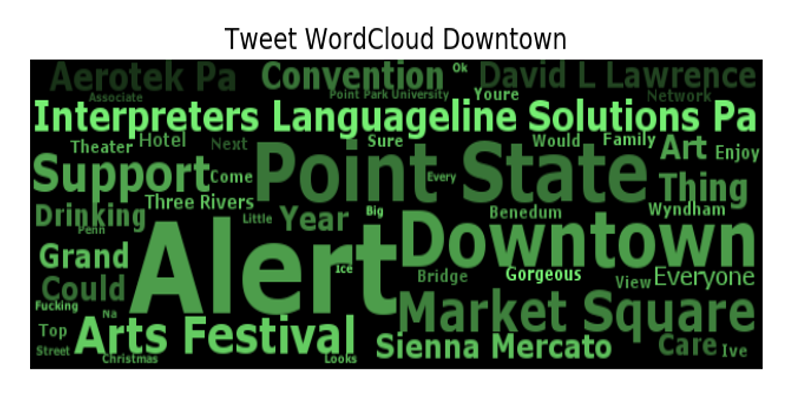 Tweet WordCloud Downtown
Aerotek Pa
Convention
Ok
David L Lawrence
Associate
Point Park University
Youre
Network
Interpreters Languageline Solutions Pa
Theater
Hotel
Next
Sure
Would
Family
Art
Enjoy
Support
Come
Point State
Every
Thing
Three Rivers
Drinking
Penn
Little
Year
Big
Benedum
Wyndham
Alert
Downtown
Grand
Ice
Bridge
Gorgeous
View
Everyone
Could
Fucking
Na
Market Square
Top
Arts Festival
Sienna Mercato
Care
Ive
Street
Christmas
Looks